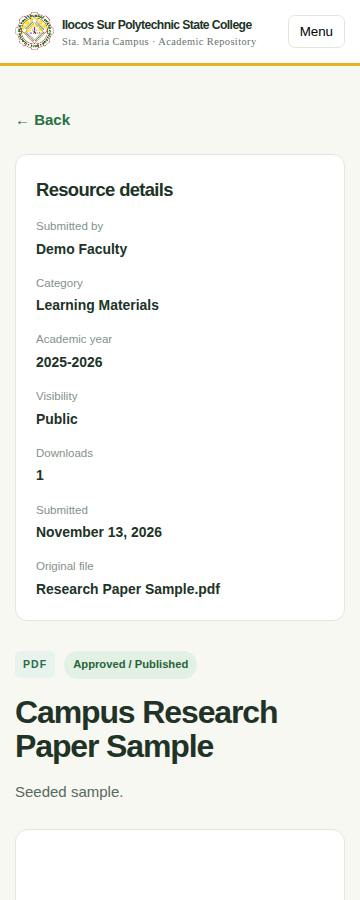 Ilocos Sur Polytechnic State College
Sta. Maria Campus · Academic Repository
Menu
← Back
Resource details
Submitted by
Demo Faculty
Category
Learning Materials
Academic year
2025-2026
Visibility
Public
Downloads
1
Submitted
November 13, 2026
Original file
Research Paper Sample.pdf
PDF
Approved / Published
Campus Research
Paper Sample
Seeded sample.